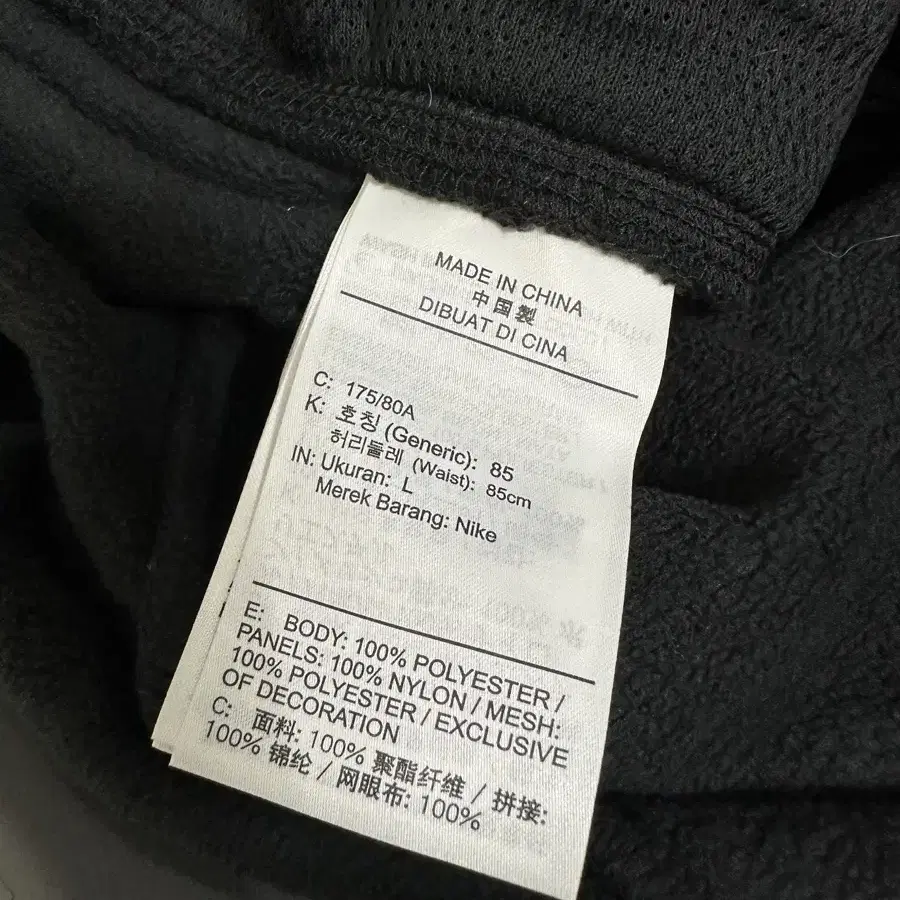 MADE IN CHINA
中国製
DIBUAT DI CINA
C: 175/80A
K: 호칭 (Generic): 85
허리둘레 (Waist): 85cm
IN: Ukuran: L
Merek Barang: Nike
E: BODY: 100% POLYESTER /
PANELS: 100% NYLON / MESH:
100% POLYESTER / EXCLUSIVE
OF DECORATION
C: 面料: 100% 聚酯纤维 / 拼接:
100% 锦纶 / 网眼布: 100%